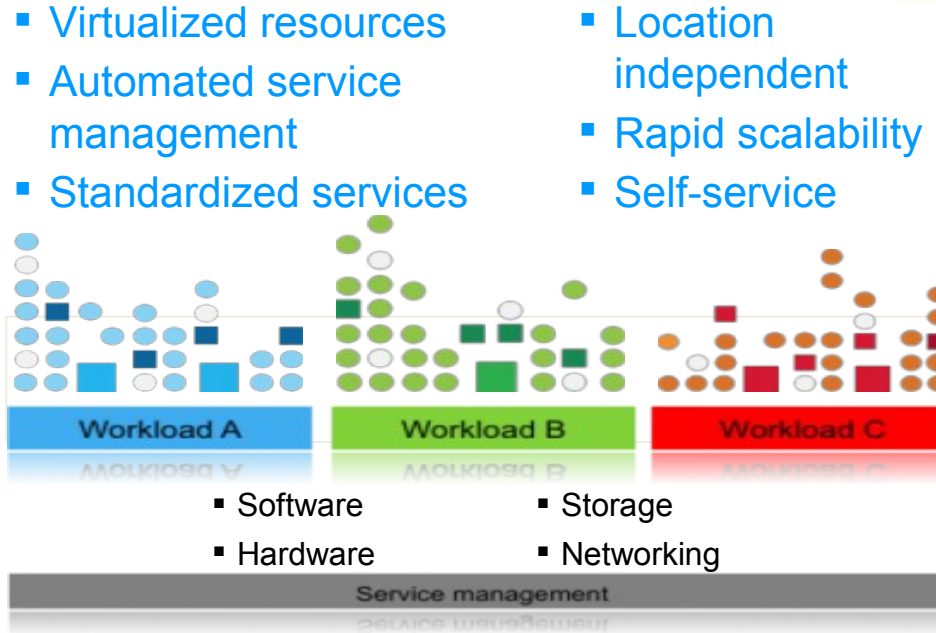 ▪ Virtualized resources
▪ Automated service
management
▪ Standardized services
▪ Location
independent
▪ Rapid scalability
▪ Self-service
Workload A
Workload B
Workload C
▪ Software
▪ Hardware
▪ Storage
▪ Networking
Service management